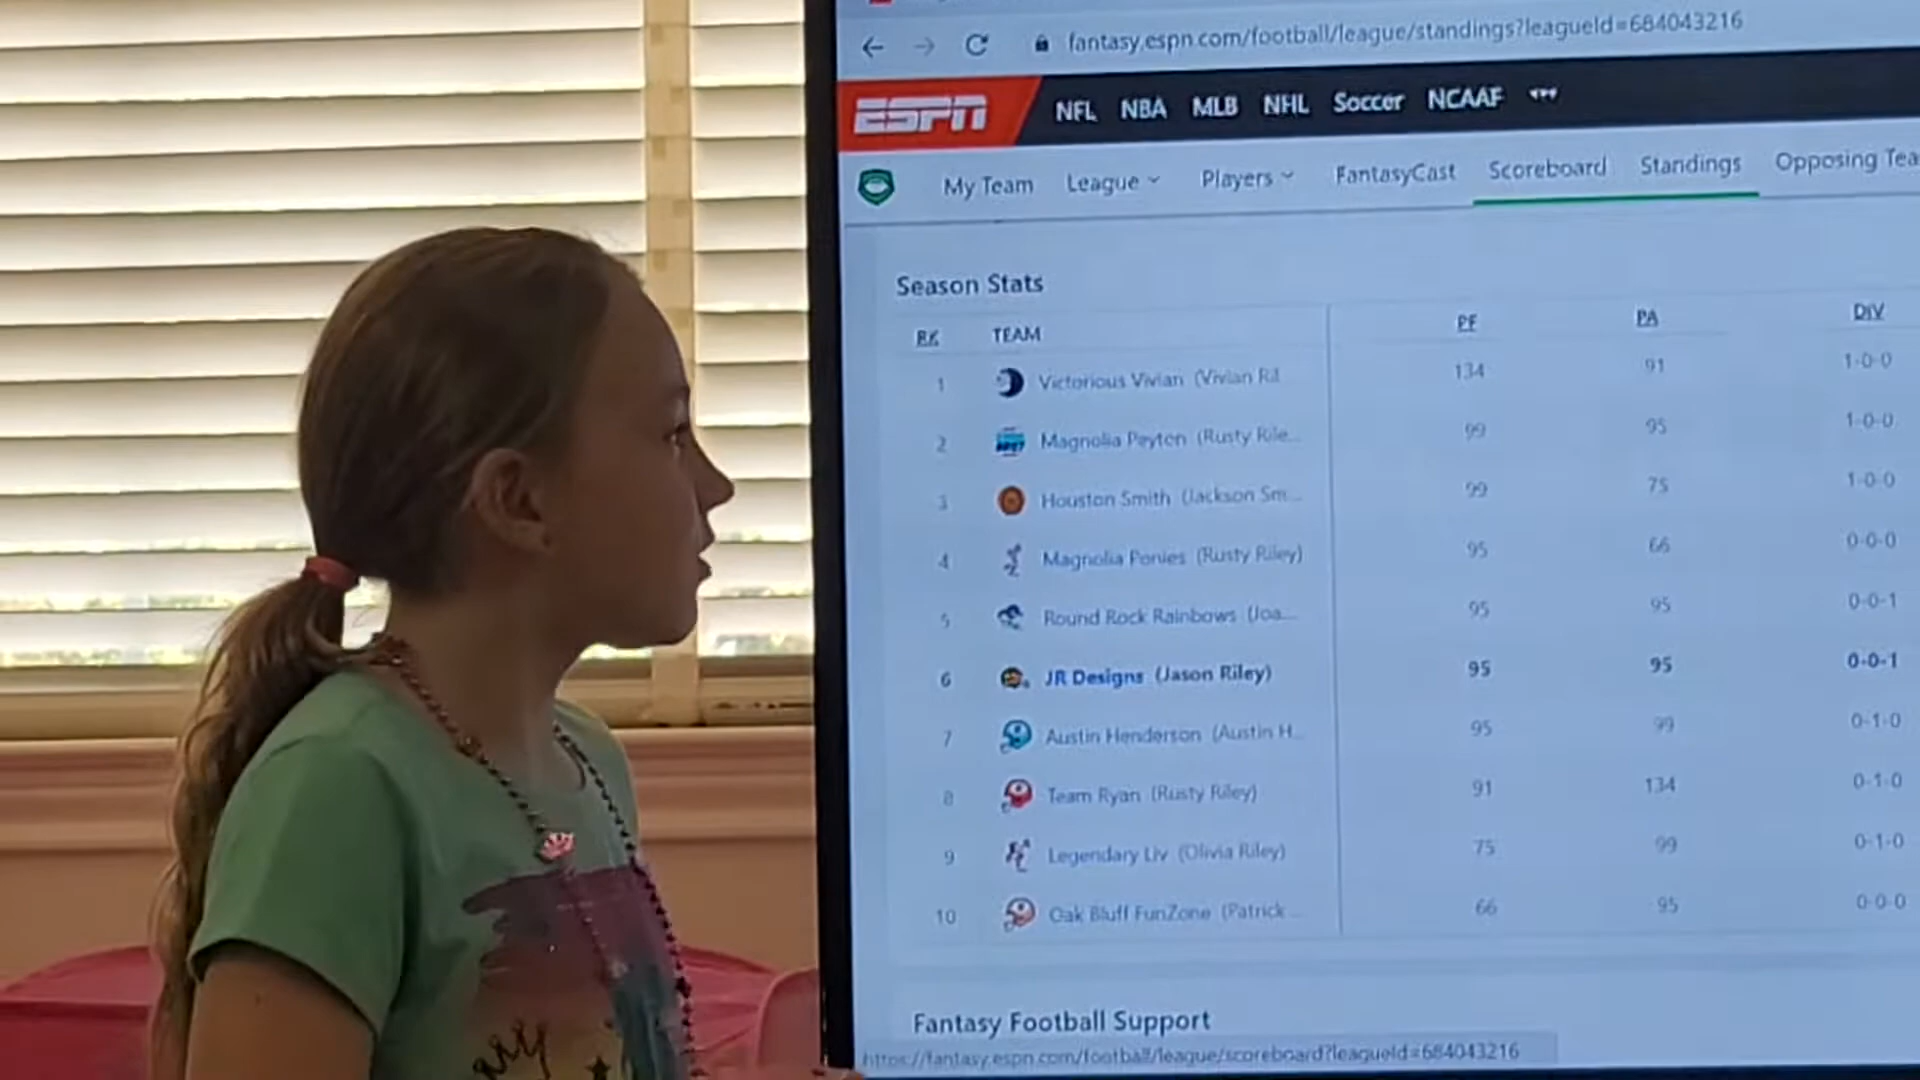 fantasy.espn.com/football/league/standings?leagueId=684043216
ESPN NFL NBA MLB NHL Soccer NCAAF
My Team League Players FantasyCast Scoreboard Standings Opposing Tea
Season Stats
RK TEAM PF PA DIV
1 Victorious Vivian (Vivian Ril 134 91 1-0-0
2 Magnolia Peyton (Rusty Rile... 99 95 1-0-0
3 Houston Smith (Jackson Sm... 99 75 1-0-0
4 Magnolia Ponies (Rusty Riley) 95 66 0-0-0
5 Round Rock Rainbows (Joa... 95 95 0-0-1
6 JR Designs (Jason Riley) 95 95 0-0-1
7 Austin Henderson (Austin H... 95 99 0-1-0
8 Team Ryan (Rusty Riley) 91 134 0-1-0
9 Legendary Liv (Olivia Riley) 75 99 0-1-0
10 Oak Bluff FunZone (Patrick ... 66 95 0-0-0
Fantasy Football Support
https://fantasy.espn.com/football/league/scoreboard?leagueId=684043216